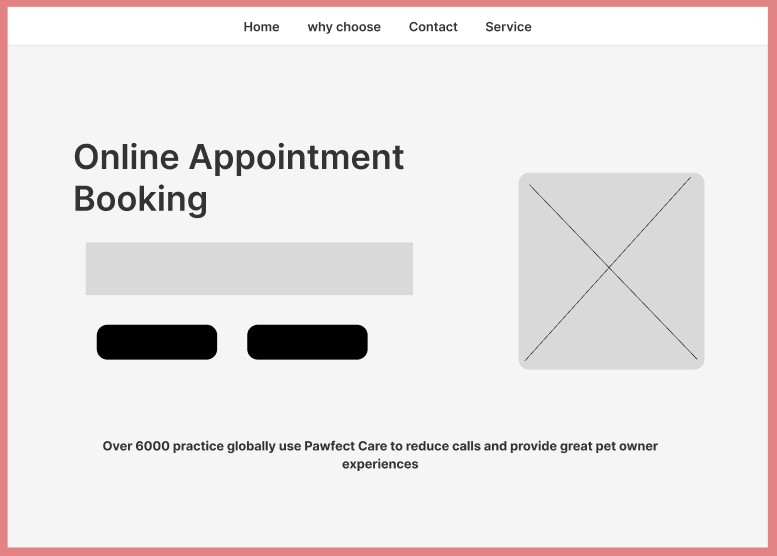 Home why choose Contact Service
Online Appointment
Booking
Over 6000 practice globally use Pawfect Care to reduce calls and provide great pet owner
experiences